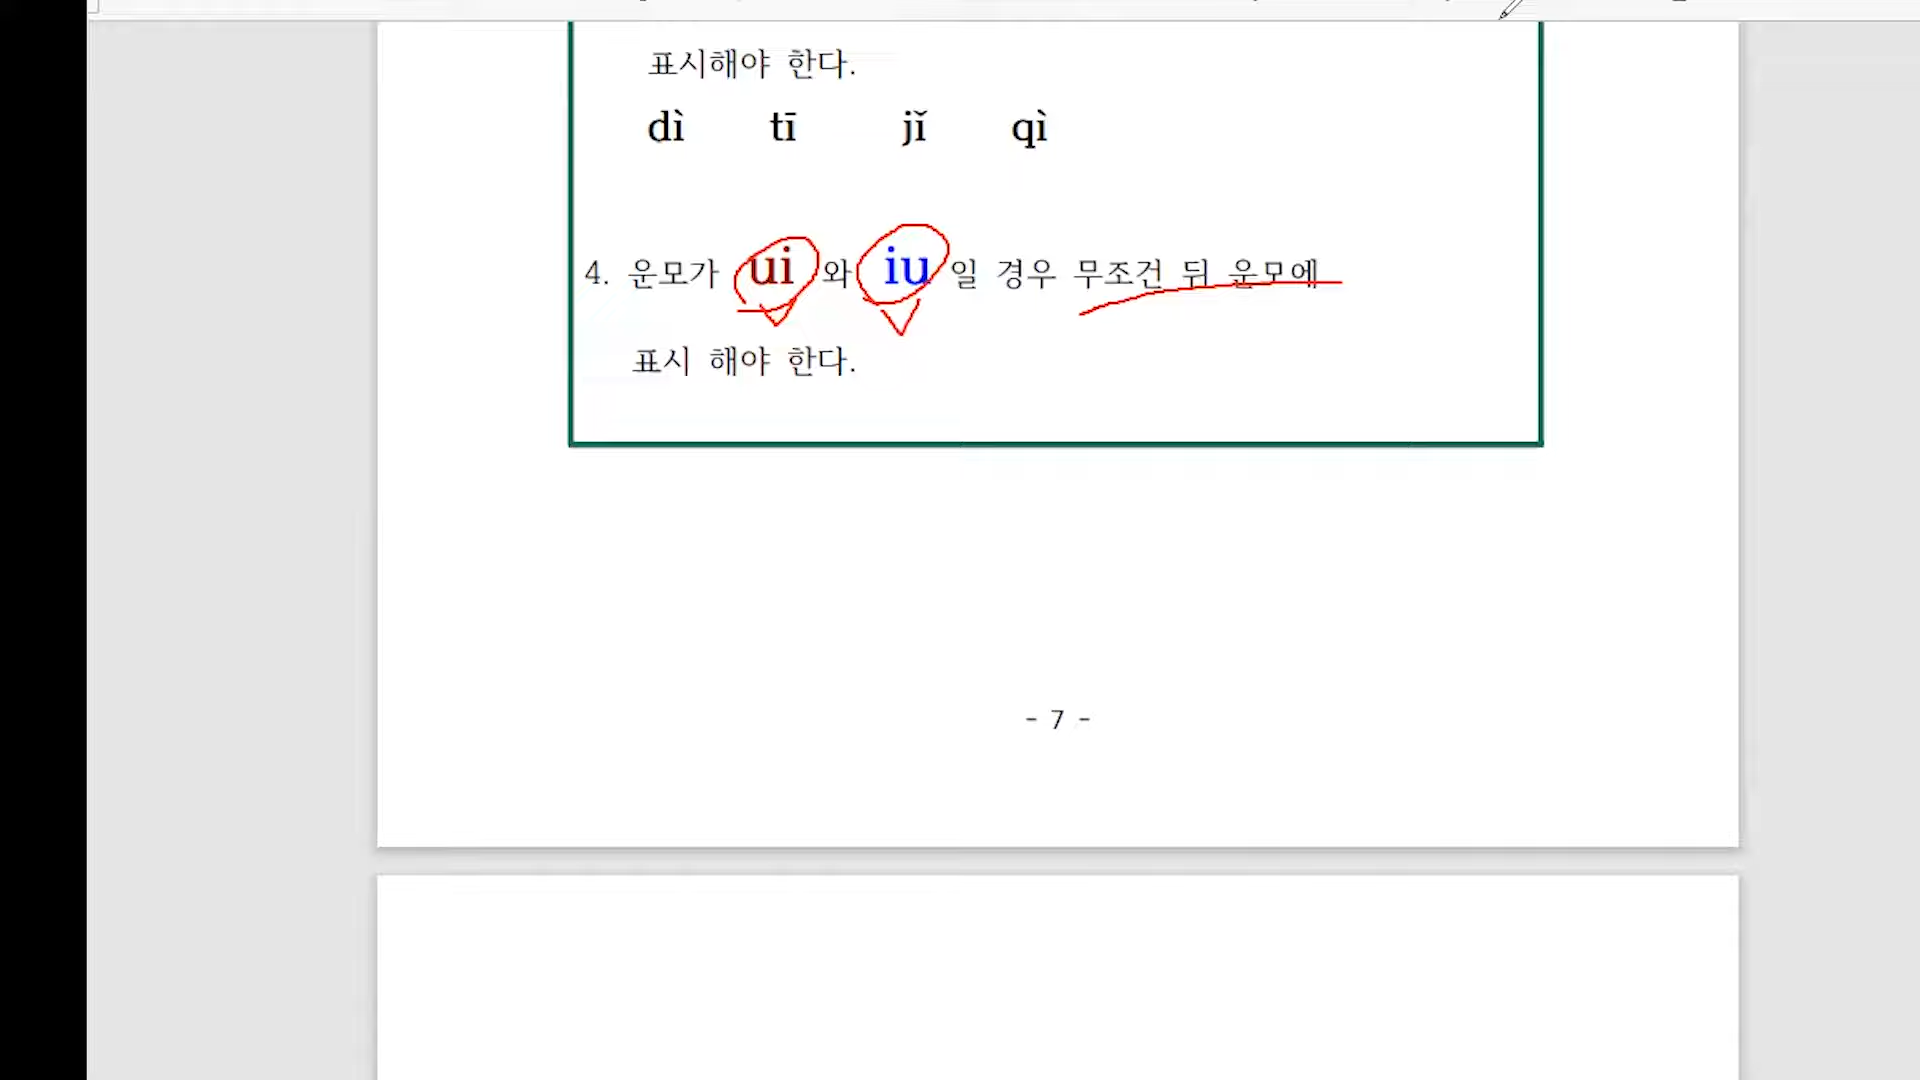 표시해야 한다.
dì tī jǐ qì
4. 운모가 ui 와 iu 일 경우 무조건 뒤 운모에
표시 해야 한다.
- 7 -